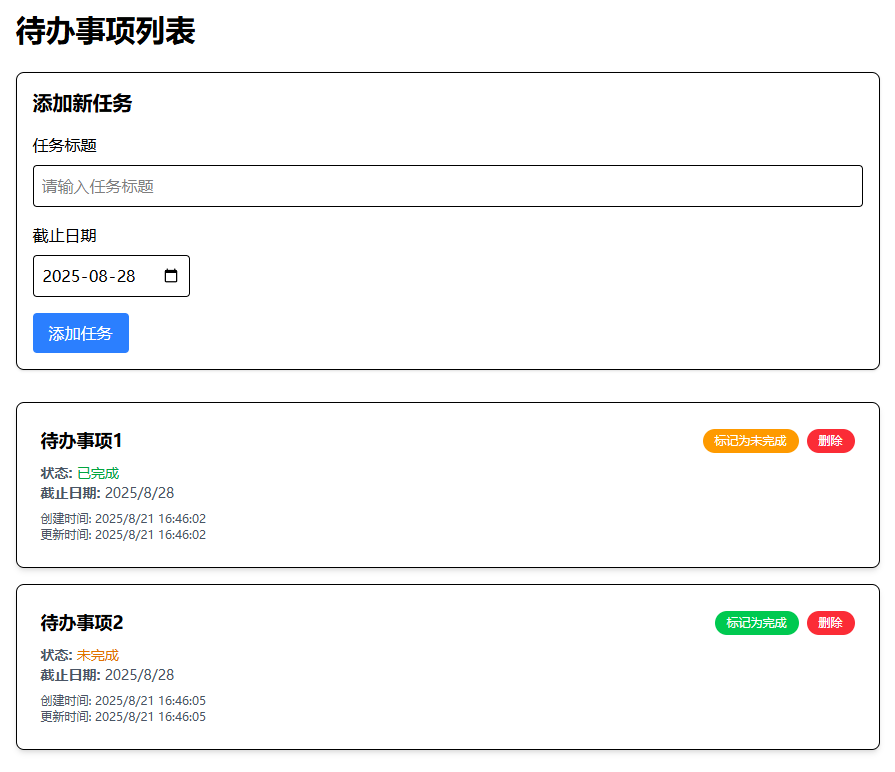 待办事项列表
添加新任务
任务标题
请输入任务标题
截止日期
2025-08-28
添加任务
待办事项1
标记为未完成 删除
状态: 已完成
截止日期: 2025/8/28
创建时间: 2025/8/21 16:46:02
更新时间: 2025/8/21 16:46:02
待办事项2
标记为完成 删除
状态: 未完成
截止日期: 2025/8/28
创建时间: 2025/8/21 16:46:05
更新时间: 2025/8/21 16:46:05